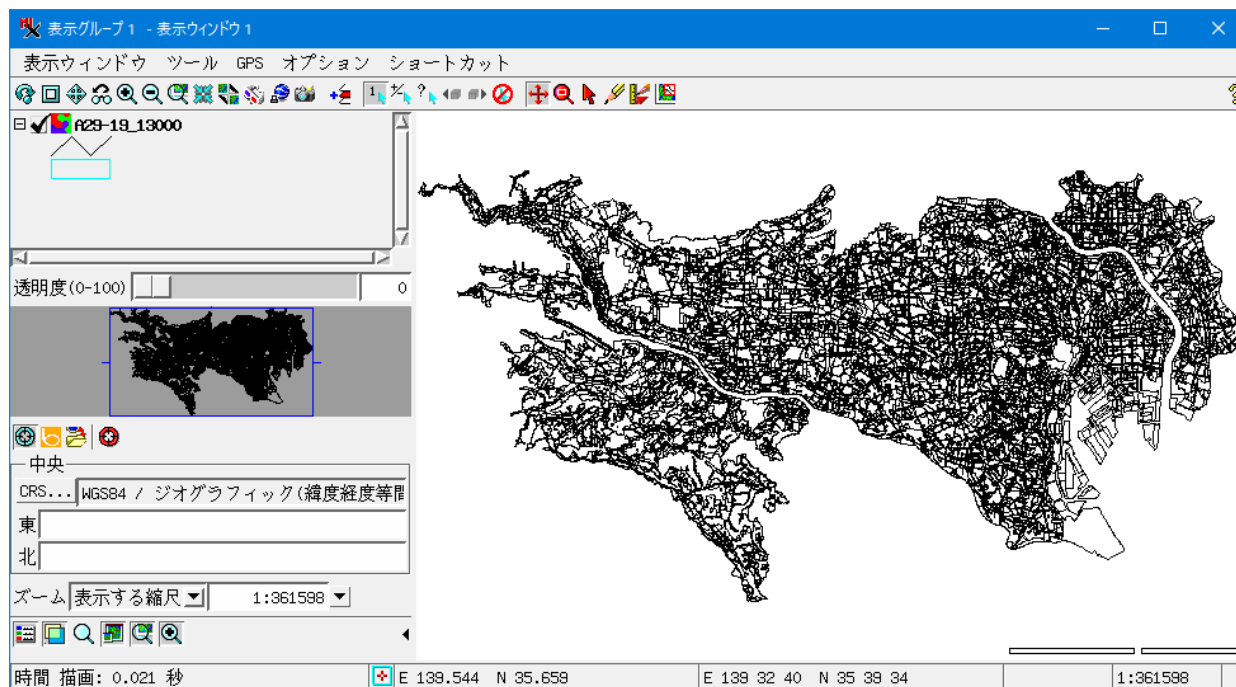 表示グループ1 - 表示ウィンドウ1
表示ウィンドウ ツール GPS オプション ショートカット
A29-19_13000
透明度(0-100) 0
中央
CRS... WGS84 / ジオグラフィック(緯度経度等間
東
北
ズーム 表示する縮尺 1:361598
時間 描画: 0.021 秒 E 139.544 N 35.659 E 139 32 40 N 35 39 34 1:361598